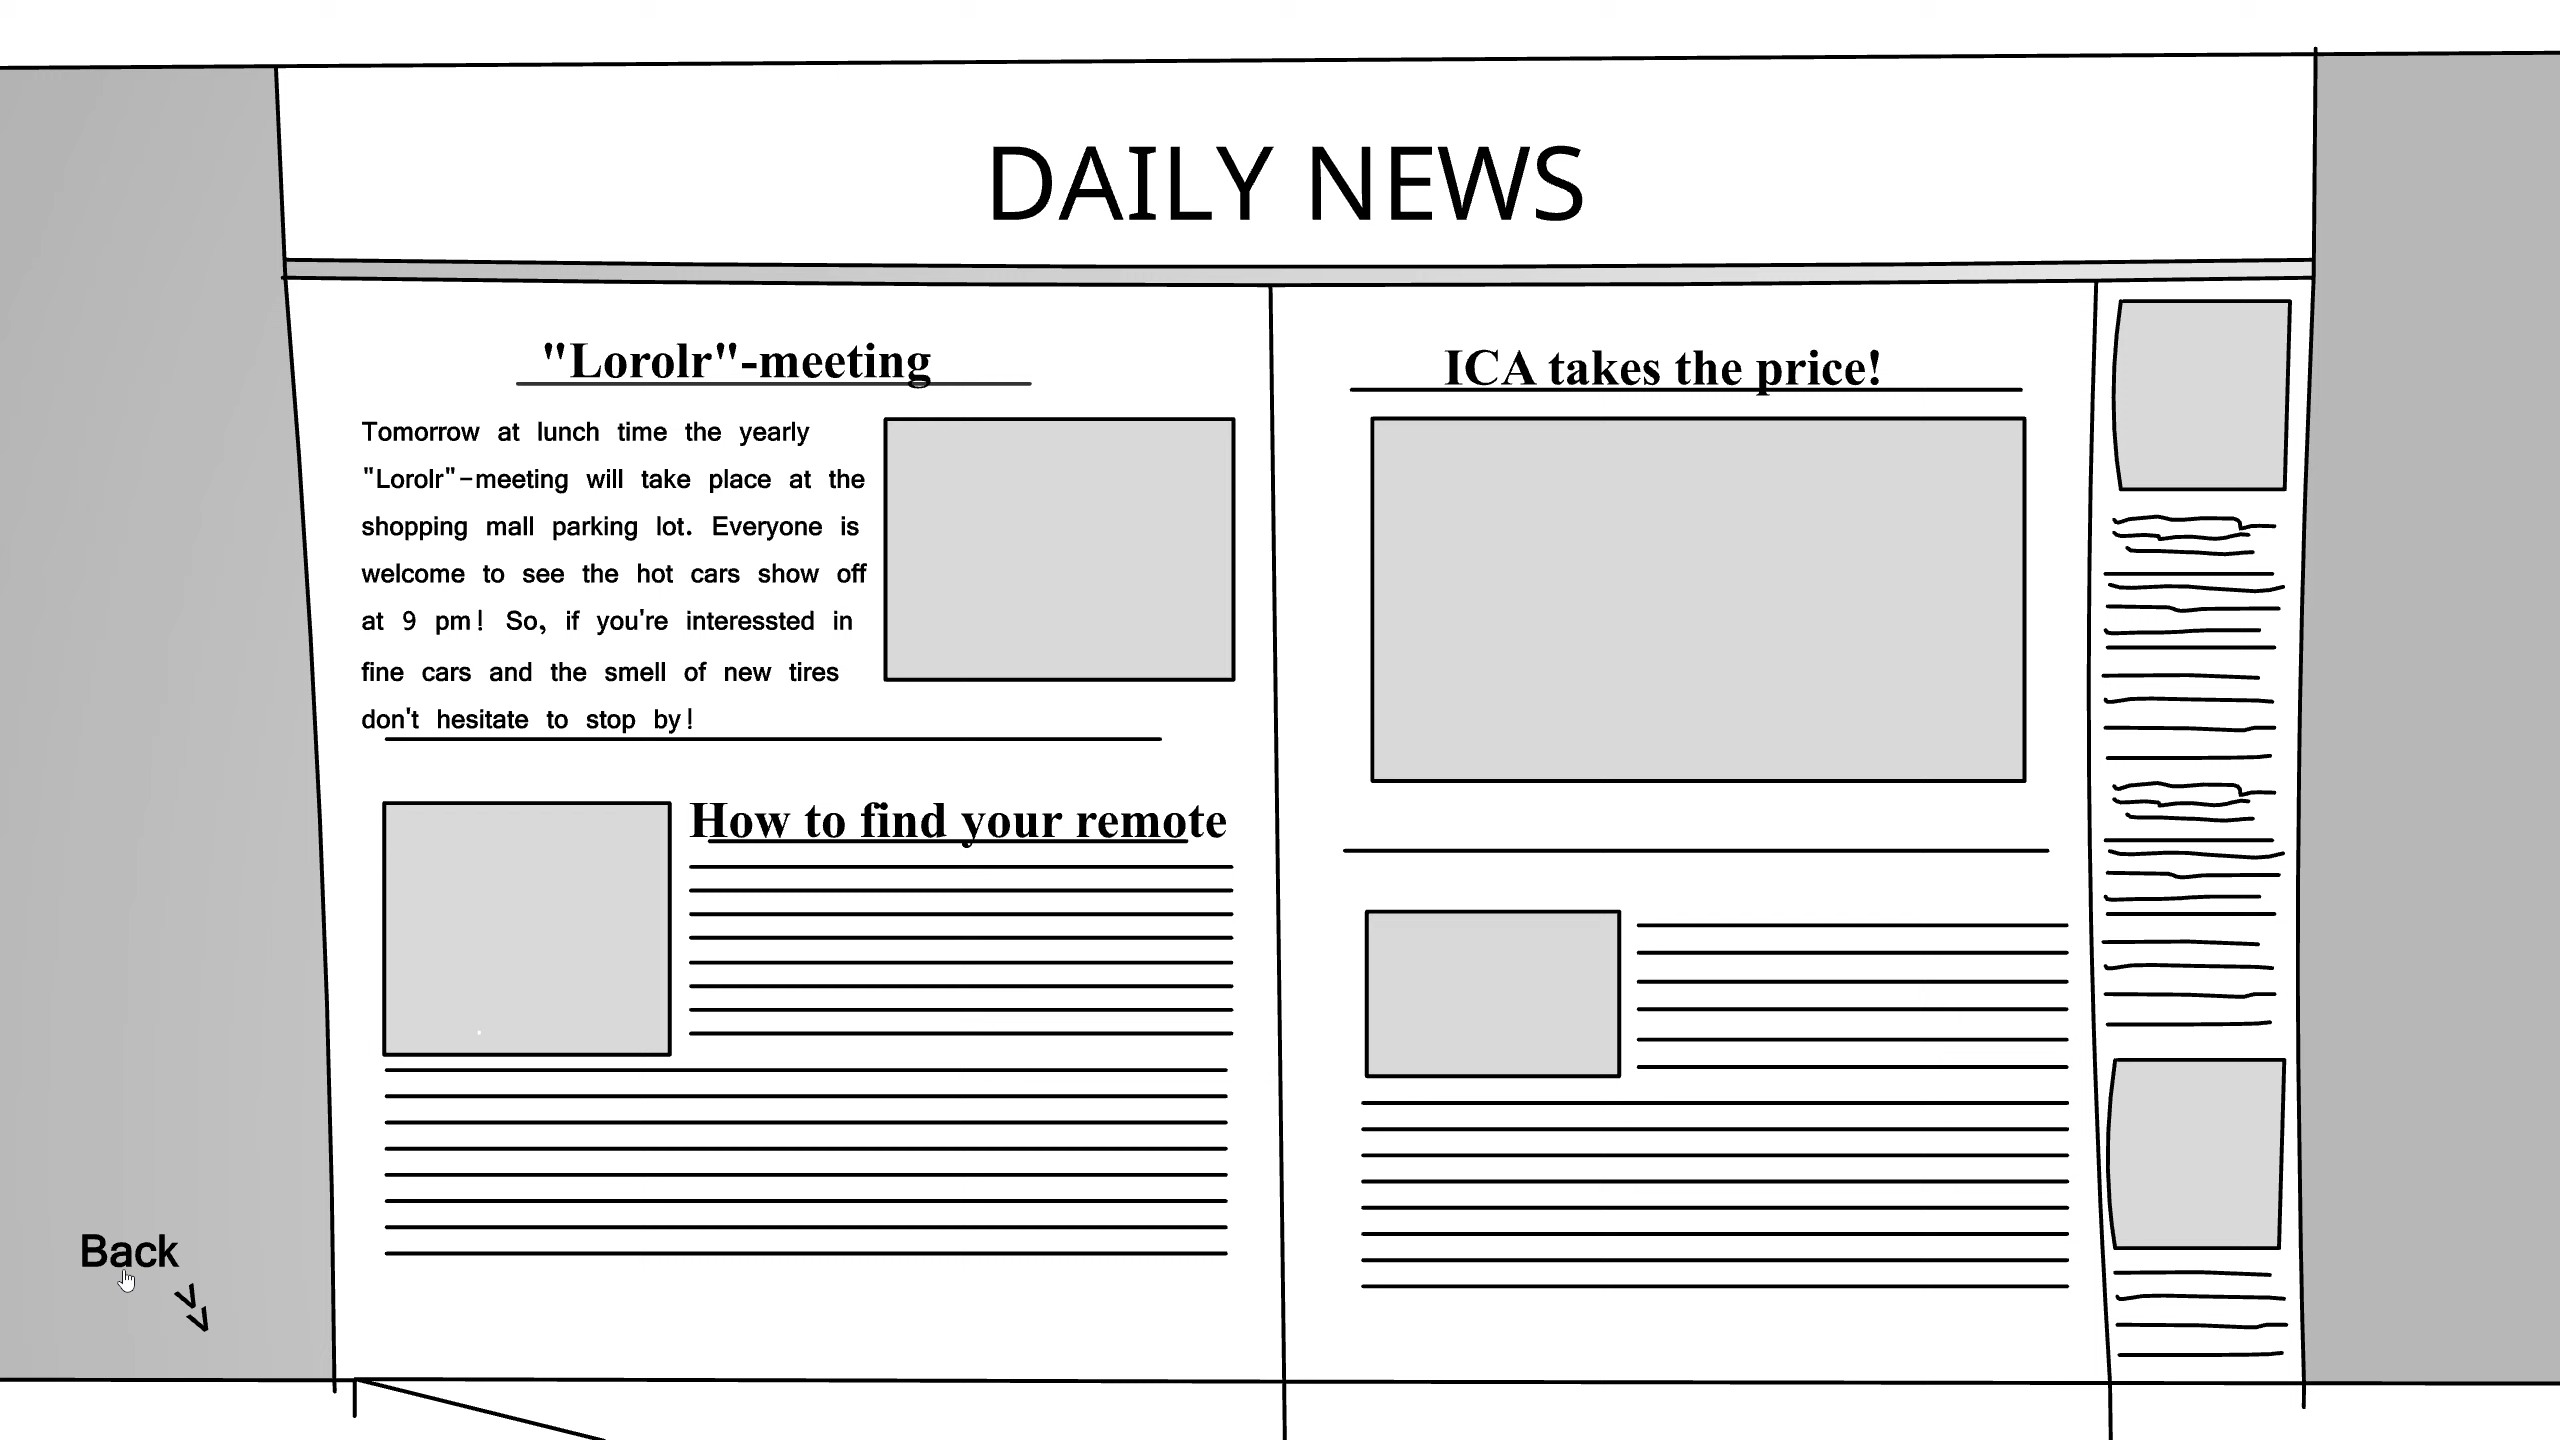 DAILY NEWS
"Lorolr"-meeting
Tomorrow at lunch time the yearly
"Lorolr"-meeting will take place at the
shopping mall parking lot. Everyone is
welcome to see the hot cars show off
at 9 pm! So, if you're interessted in
fine cars and the smell of new tires
don't hesitate to stop by!
How to find your remote
ICA takes the price!
Back